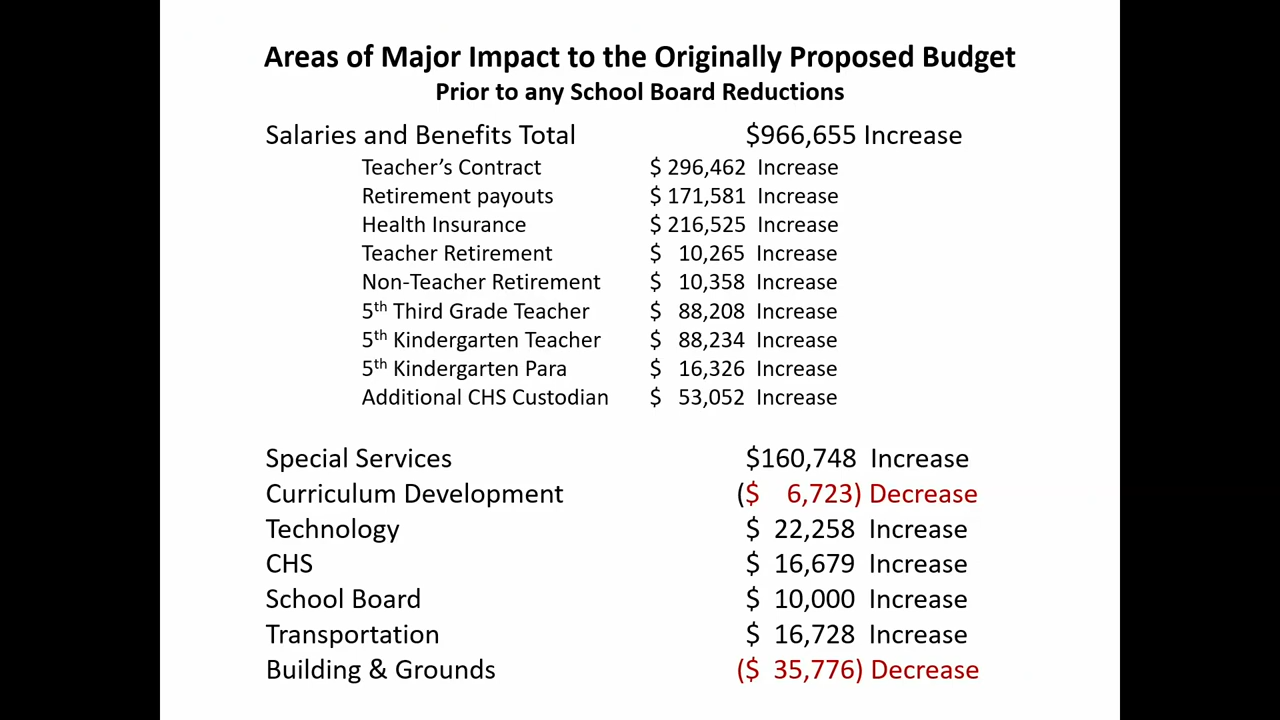 Areas of Major Impact to the Originally Proposed Budget
Prior to any School Board Reductions
Salaries and Benefits Total $966,655 Increase
Teacher’s Contract $ 296,462 Increase
Retirement payouts $ 171,581 Increase
Health Insurance $ 216,525 Increase
Teacher Retirement $ 10,265 Increase
Non-Teacher Retirement $ 10,358 Increase
5th Third Grade Teacher $ 88,208 Increase
5th Kindergarten Teacher $ 88,234 Increase
5th Kindergarten Para $ 16,326 Increase
Additional CHS Custodian $ 53,052 Increase
Special Services $160,748 Increase
Curriculum Development ($ 6,723) Decrease
Technology $ 22,258 Increase
CHS $ 16,679 Increase
School Board $ 10,000 Increase
Transportation $ 16,728 Increase
Building & Grounds ($ 35,776) Decrease